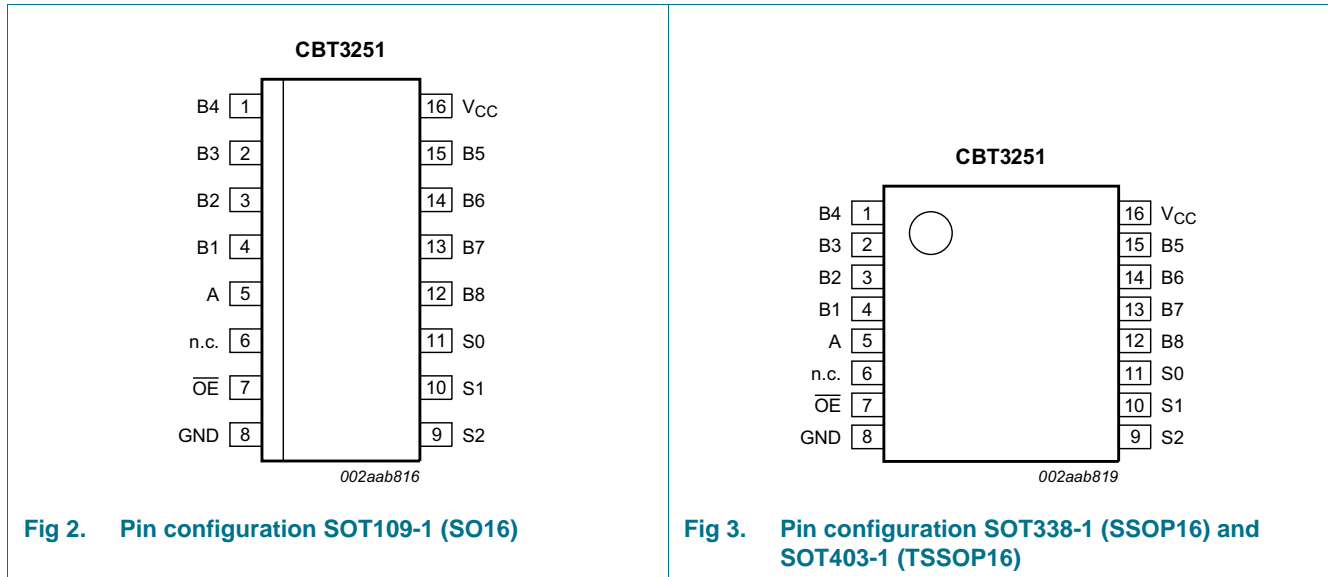 CBT3251
B4 1 16 VCC
B3 2 15 B5
B2 3 14 B6
B1 4 13 B7
A 5 12 B8
n.c. 6 11 S0
OE 7 10 S1
GND 8 9 S2
002aab816
Fig 2. Pin configuration SOT109-1 (SO16)
CBT3251
B4 1 16 VCC
B3 2 15 B5
B2 3 14 B6
B1 4 13 B7
A 5 12 B8
n.c. 6 11 S0
OE 7 10 S1
GND 8 9 S2
002aab819
Fig 3. Pin configuration SOT338-1 (SSOP16) and
SOT403-1 (TSSOP16)